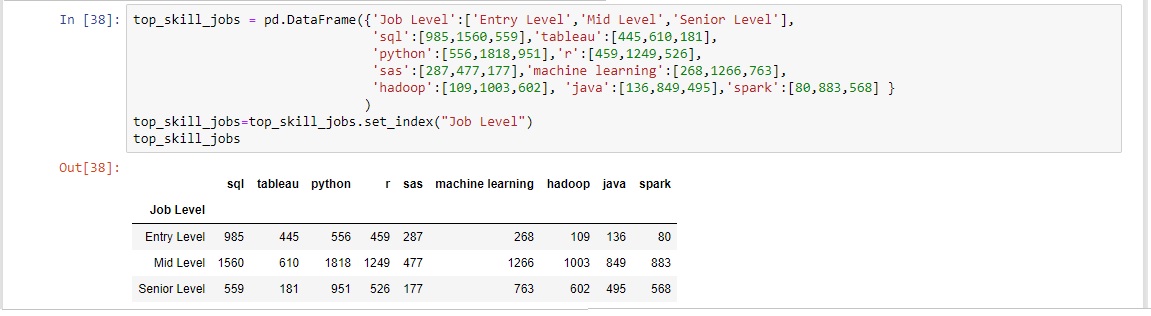 In [38]: top_skill_jobs = pd.DataFrame({'Job Level':['Entry Level','Mid Level','Senior Level'],
'sql':[985,1560,559],'tableau':[445,610,181],
'python':[556,1818,951],'r':[459,1249,526],
'sas':[287,477,177],'machine learning':[268,1266,763],
'hadoop':[109,1003,602], 'java':[136,849,495],'spark':[80,883,568] }
)
top_skill_jobs=top_skill_jobs.set_index("Job Level")
top_skill_jobs
Out[38]:
sql tableau python r sas machine learning hadoop java spark
Job Level
Entry Level 985 445 556 459 287 268 109 136 80
Mid Level 1560 610 1818 1249 477 1266 1003 849 883
Senior Level 559 181 951 526 177 763 602 495 568